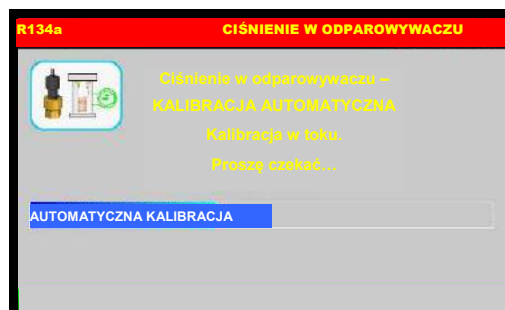 R134a CIŚNIENIE W ODPAROWYWACZU
Ciśnienie w odparowywaczu –
KALIBRACJA AUTOMATYCZNA
Kalibracja w toku.
Proszę czekać…
AUTOMATYCZNA KALIBRACJA